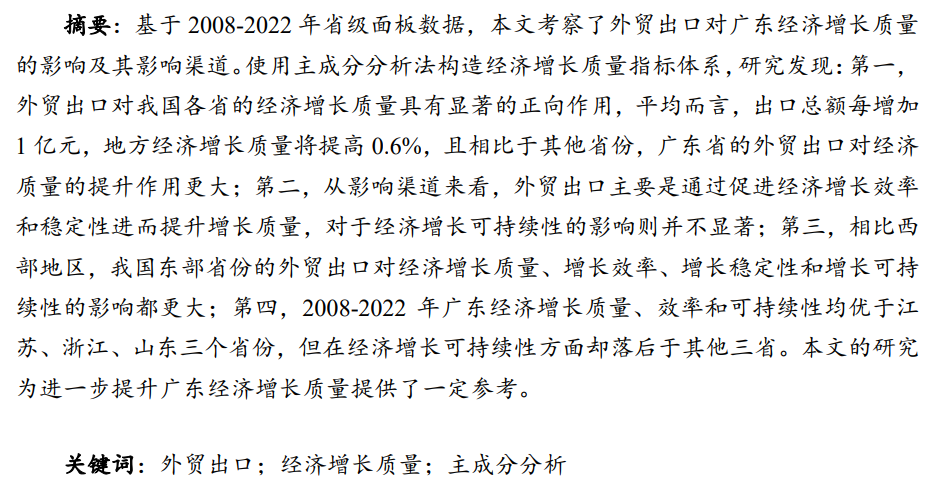 摘要：基于 2008-2022 年省级面板数据，本文考察了外贸出口对广东经济增长质量
的影响及其影响渠道。使用主成分分析法构造经济增长质量指标体系，研究发现：第一，
外贸出口对我国各省的经济增长质量具有显著的正向作用，平均而言，出口总额每增加
1 亿元，地方经济增长质量将提高 0.6%，且相比于其他省份，广东省的外贸出口对经济
质量的提升作用更大；第二，从影响渠道来看，外贸出口主要是通过促进经济增长效率
和稳定性进而提升增长质量，对于经济增长可持续性的影响则并不显著；第三，相比西
部地区，我国东部省份的外贸出口对经济增长质量、增长效率、增长稳定性和增长可持
续性的影响都更大；第四，2008-2022 年广东经济增长质量、效率和可持续性均优于江
苏、浙江、山东三个省份，但在经济增长可持续性方面却落后于其他三省。本文的研究
为进一步提升广东经济增长质量提供了一定参考。
关键词：外贸出口；经济增长质量；主成分分析